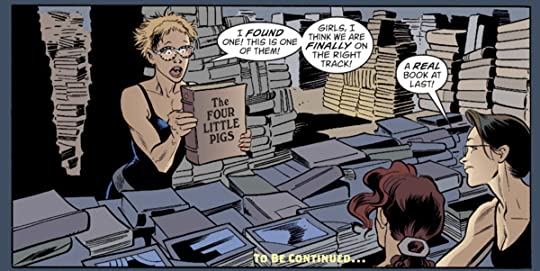 I FOUND
ONE! THIS IS ONE
OF THEM!
GIRLS, I
THINK WE ARE
FINALLY ON
THE RIGHT
TRACK!
A REAL
BOOK AT
LAST!
The
FOUR
LITTLE
PIGS
TO BE CONTINUED...